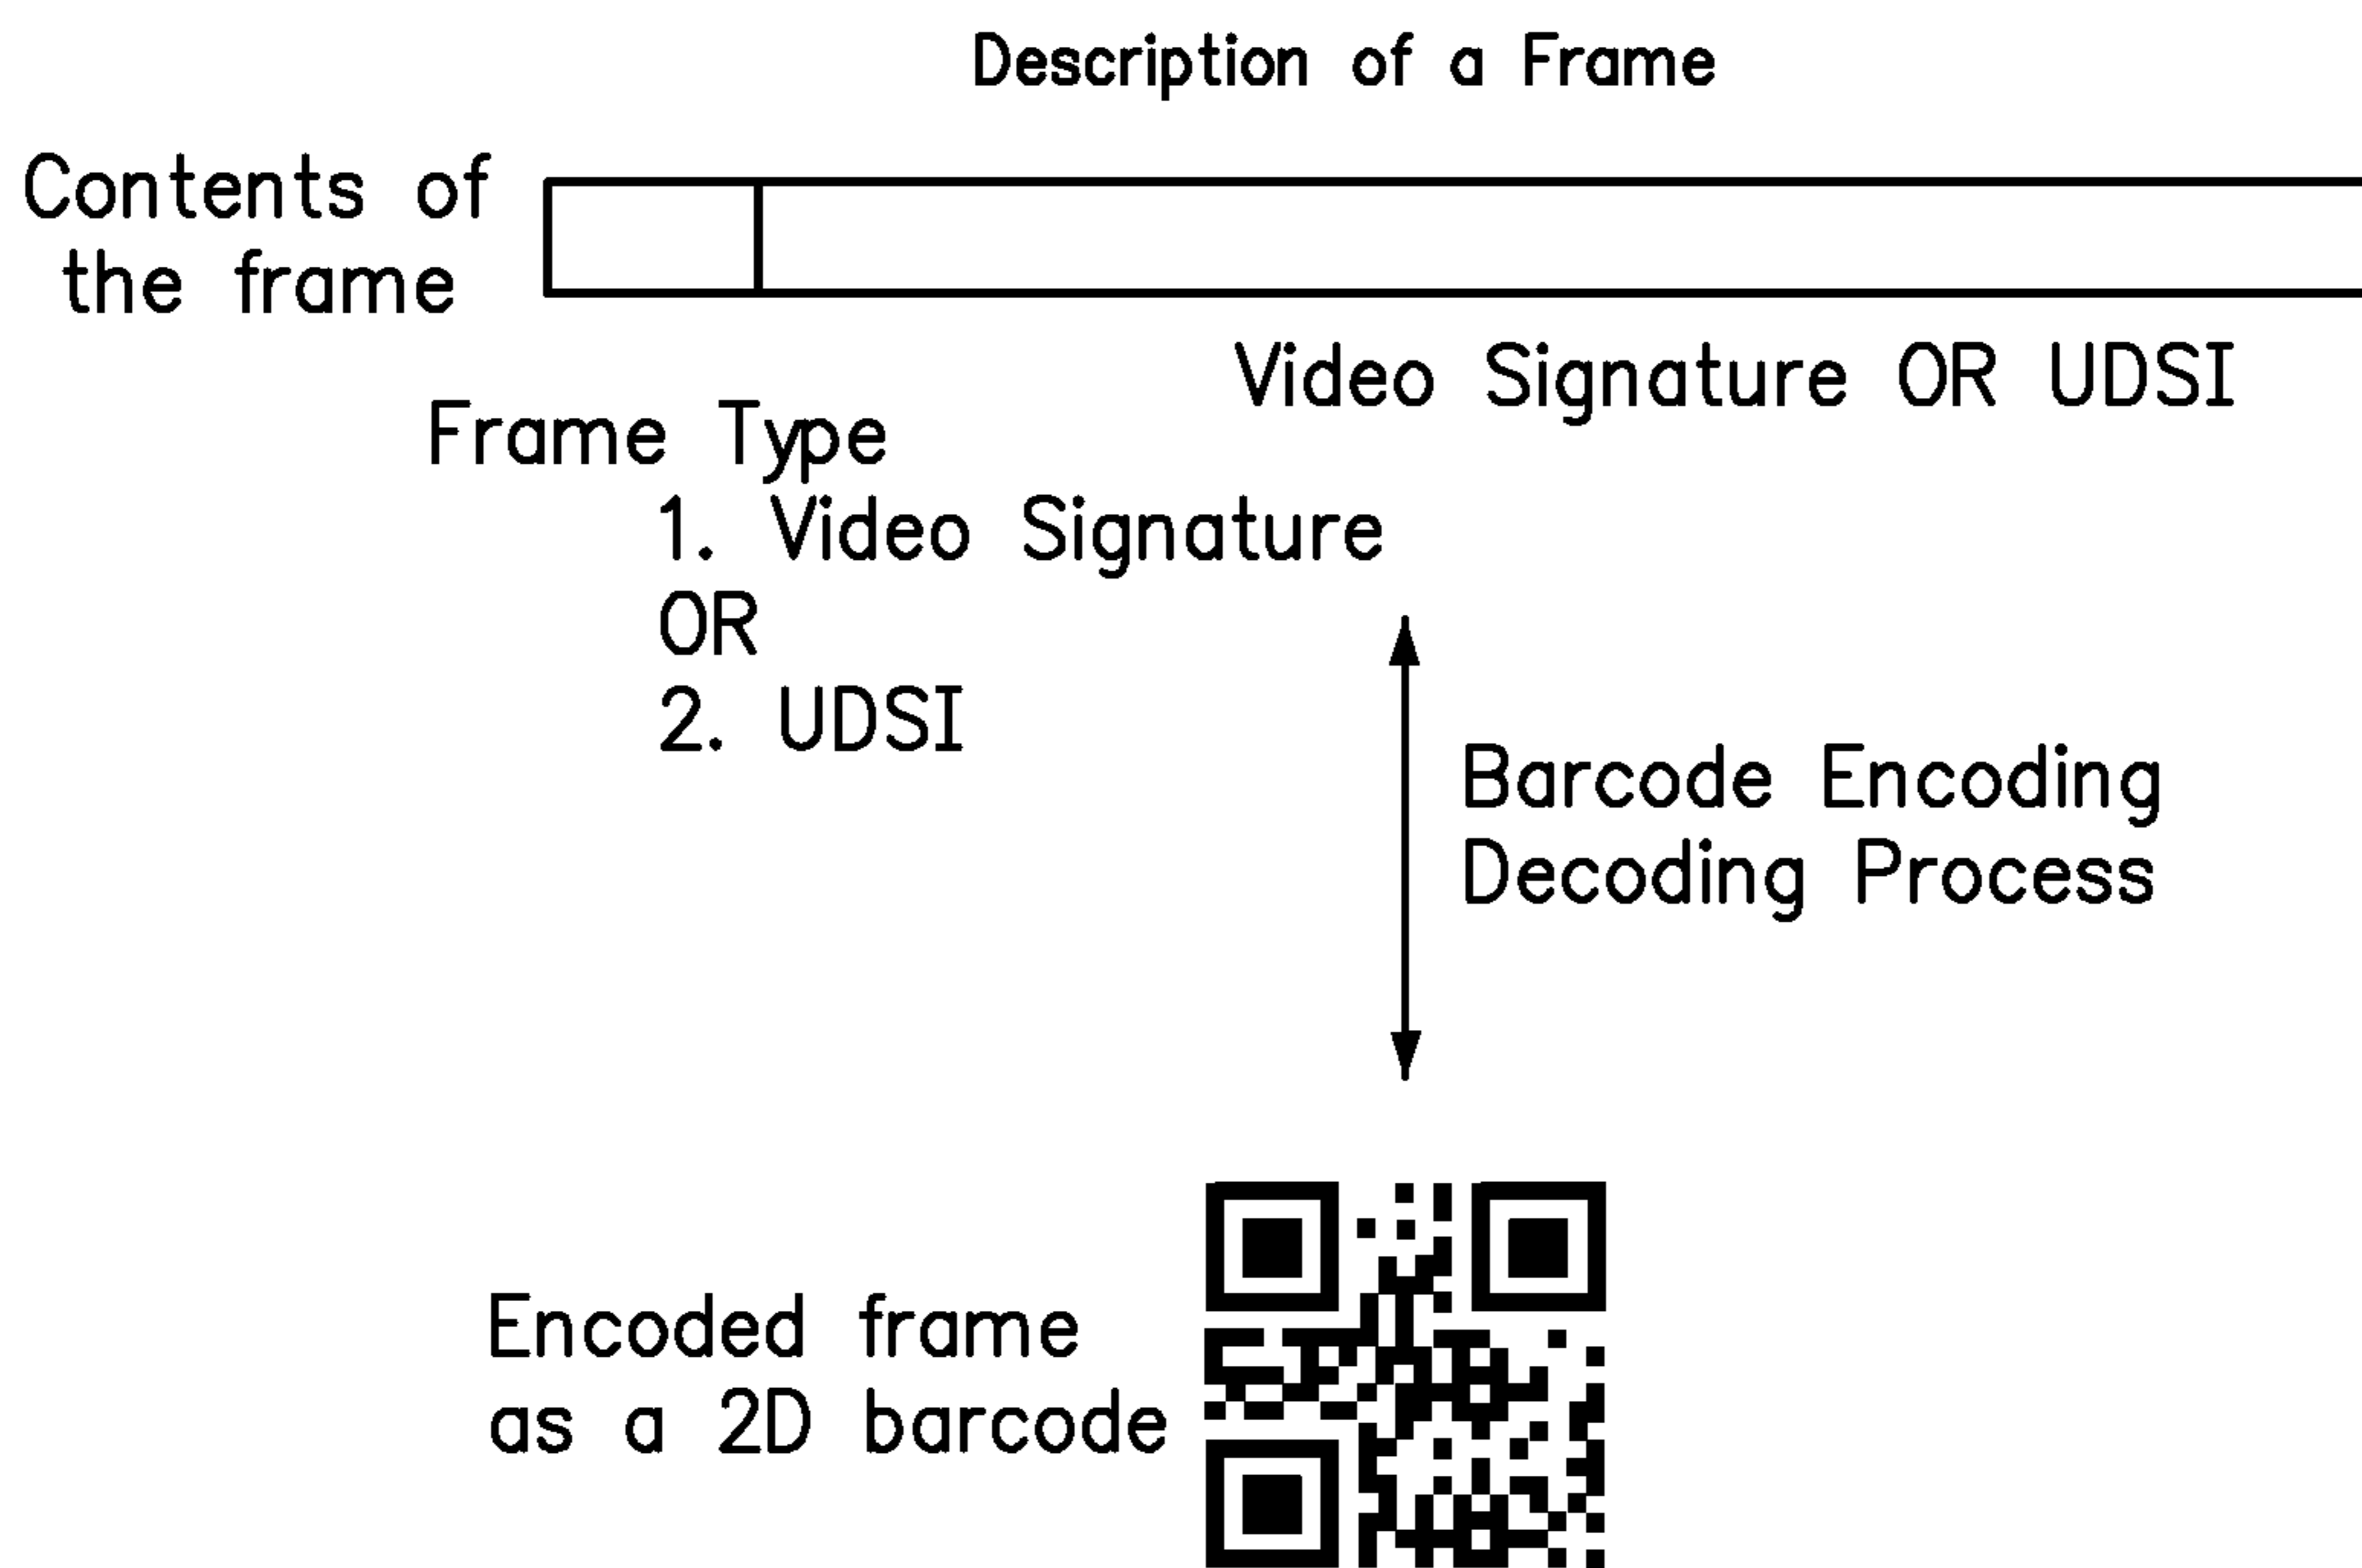 Description of a Frame
Contents of
the frame
Video Signature OR UDSI
Frame Type
1. Video Signature
OR
2. UDSI
Barcode Encoding
Decoding Process
Encoded frame
as a 2D barcode